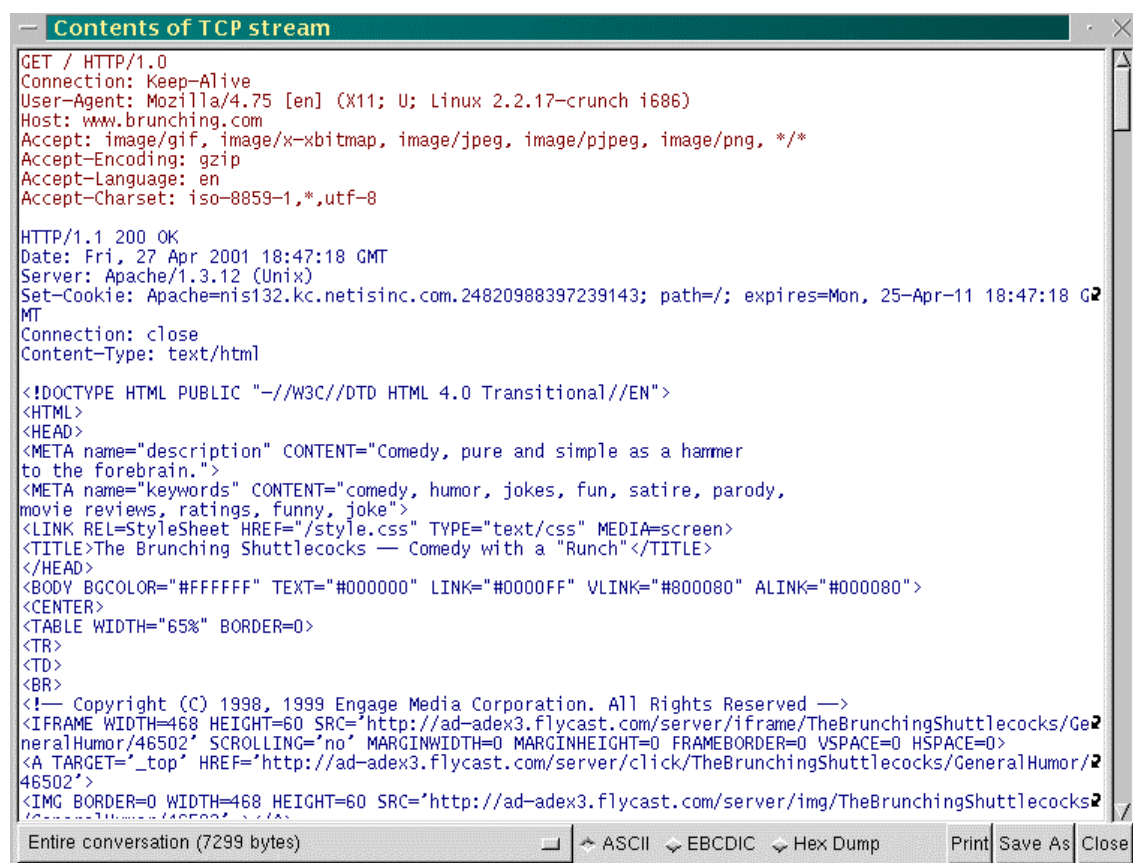 Contents of TCP stream
GET / HTTP/1.0
Connection: Keep-Alive
User-Agent: Mozilla/4.75 [en] (X11; U; Linux 2.2.17-crunch i686)
Host: www.brunching.com
Accept: image/gif, image/x-xbitmap, image/jpeg, image/pjpeg, image/png, */*
Accept-Encoding: gzip
Accept-Language: en
Accept-Charset: iso-8859-1,*,utf-8
HTTP/1.1 200 OK
Date: Fri, 27 Apr 2001 18:47:18 GMT
Server: Apache/1.3.12 (Unix)
Set-Cookie: Apache=nis132.kc.netisinc.com.24820988397239143; path=/; expires=Mon, 25-Apr-11 18:47:18 G
MT
Connection: close
Content-Type: text/html
<!DOCTYPE HTML PUBLIC "-//W3C//DTD HTML 4.0 Transitional//EN">
<HTML>
<HEAD>
<META name="description" CONTENT="Comedy, pure and simple as a hammer
to the forebrain.">
<META name="keywords" CONTENT="comedy, humor, jokes, fun, satire, parody,
movie reviews, ratings, funny, joke">
<LINK REL=StyleSheet HREF="/style.css" TYPE="text/css" MEDIA=screen>
<TITLE>The Brunching Shuttlecocks -- Comedy with a "Runch"</TITLE>
</HEAD>
<BODY BGCOLOR="#FFFFFF" TEXT="#000000" LINK="#0000FF" VLINK="#800080" ALINK="#000080">
<CENTER>
<TABLE WIDTH="65%" BORDER=0>
<TR>
<TD>
<BR>
<!-- Copyright (C) 1998, 1999 Engage Media Corporation. All Rights Reserved -->
<IFRAME WIDTH=468 HEIGHT=60 SRC='http://ad-adex3.flycast.com/server/iframe/TheBrunchingShuttlecocks/Ge
neralHumor/46502' SCROLLING='no' MARGINWIDTH=0 MARGINHEIGHT=0 FRAMEBORDER=0 VSPACE=0 HSPACE=0>
<A TARGET='_top' HREF='http://ad-adex3.flycast.com/server/click/TheBrunchingShuttlecocks/GeneralHumor/
46502'>
<IMG BORDER=0 WIDTH=468 HEIGHT=60 SRC='http://ad-adex3.flycast.com/server/img/TheBrunchingShuttlecocks
Entire conversation (7299 bytes) ASCII EBCDIC Hex Dump Print Save As Close